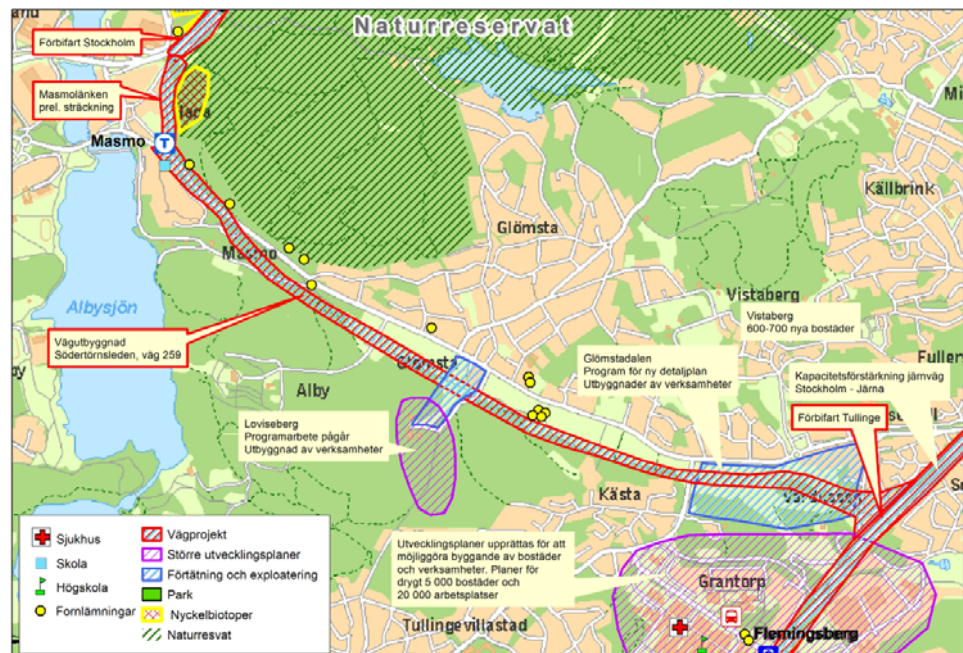 Naturreservat
Förbifart Stockholm
Masmolänken
prel. sträckning
Masmo
T
Källbrink
Glömsta
Masmo
Albysjön
Vistaberg
Vistaberg
600-700 nya bostäder
Vägutbyggnad
Södertörnsleden, väg 259
Glömsta
Glömstadalen
Program för ny detaljplan
Utbyggnader av verksamheter
Kapacitetsförstärkning järnväg
Stockholm - Järna
Alby
Förbifart Tullinge
Loviseberg
Programarbete pågår
Utbyggnad av verksamheter
Kästa
Utvecklingsplaner upprättas för att
möjliggöra byggande av bostäder
och verksamheter. Planer för
drygt 5 000 bostäder och
20 000 arbetsplatser
Grantorp
Tullingevillastad
Flemingsberg
Sjukhus
Skola
Högskola
Fornlämningar
Vägprojekt
Större utvecklingsplaner
Förtätning och exploatering
Park
Nyckelbiotoper
Naturresvat